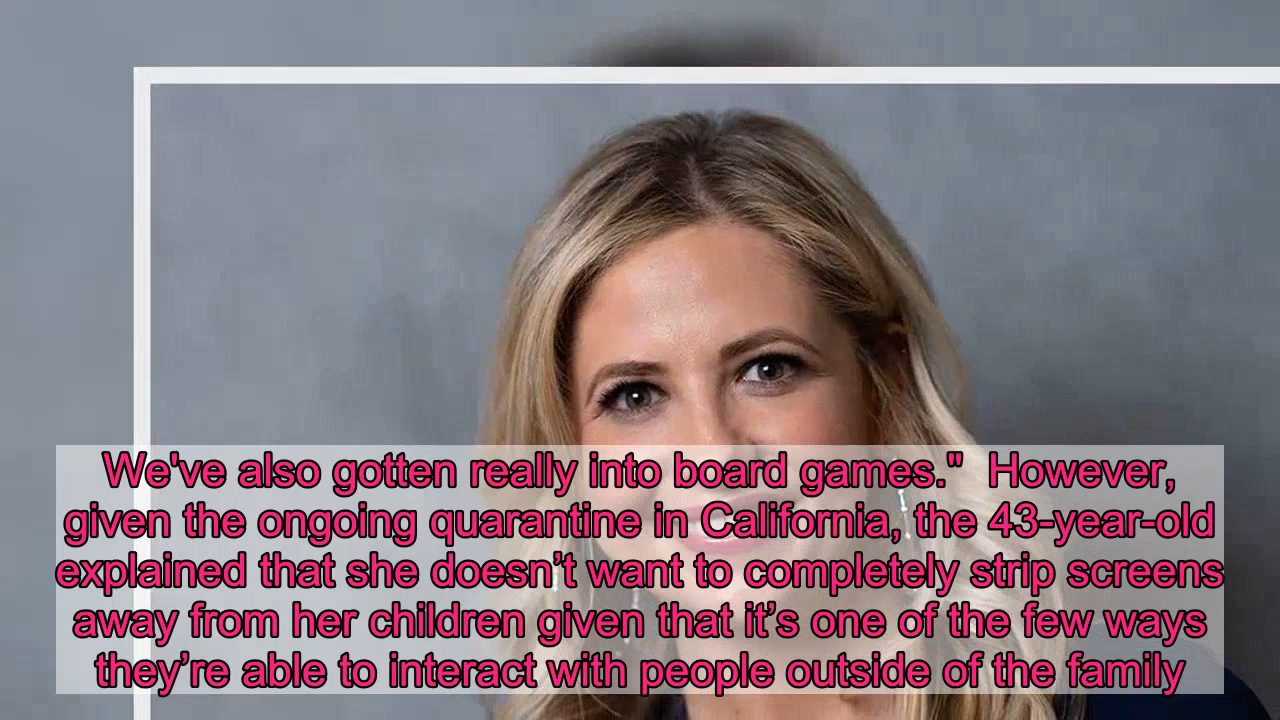 We've also gotten really into board games."  However,
given the ongoing quarantine in California, the 43-year-old
explained that she doesn’t want to completely strip screens
away from her children given that it’s one of the few ways
they’re able to interact with people outside of the family